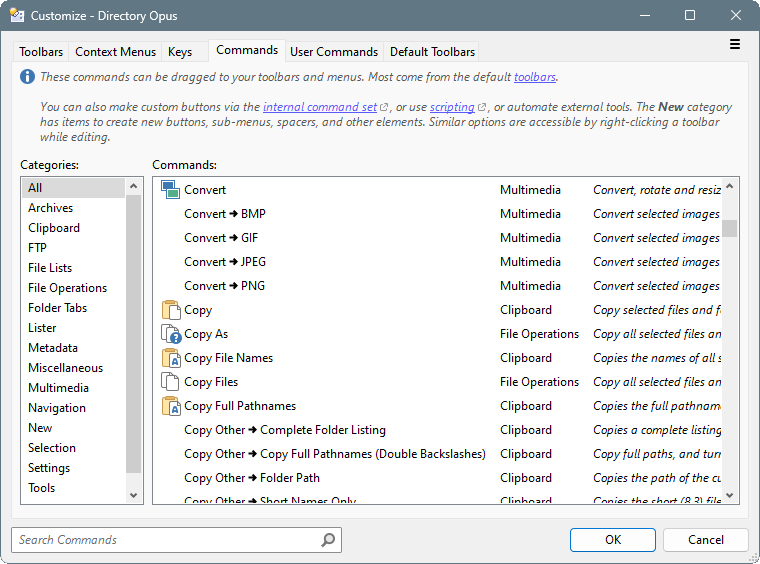 Customize - Directory Opus
Toolbars Context Menus Keys Commands User Commands Default Toolbars
These commands can be dragged to your toolbars and menus. Most come from the default toolbars.
You can also make custom buttons via the internal command set, or use scripting, or automate external tools. The New category
has items to create new buttons, sub-menus, spacers, and other elements. Similar options are accessible by right-clicking a toolbar
while editing.
Categories:
All
Archives
Clipboard
FTP
File Lists
File Operations
Folder Tabs
Lister
Metadata
Miscellaneous
Multimedia
Navigation
New
Selection
Settings
Tools
Commands:
Convert Multimedia Convert, rotate and resiz
Convert ➔ BMP Multimedia Convert selected images
Convert ➔ GIF Multimedia Convert selected images
Convert ➔ JPEG Multimedia Convert selected images
Convert ➔ PNG Multimedia Convert selected images
Copy Clipboard Copy selected files and f
Copy As File Operations Copy all selected files an
Copy File Names Clipboard Copies the names of all s
Copy Files File Operations Copy all selected files an
Copy Full Pathnames Clipboard Copies the full pathnam
Copy Other ➔ Complete Folder Listing Clipboard Copies a complete listing
Copy Other ➔ Copy Full Pathnames (Double Backslashes) Clipboard Copy full paths, and turn
Copy Other ➔ Folder Path Clipboard Copies the path of the cu
Copy Other ➔ Short Names Only Clipboard Copies the short (8.3) file
Search Commands
OK Cancel